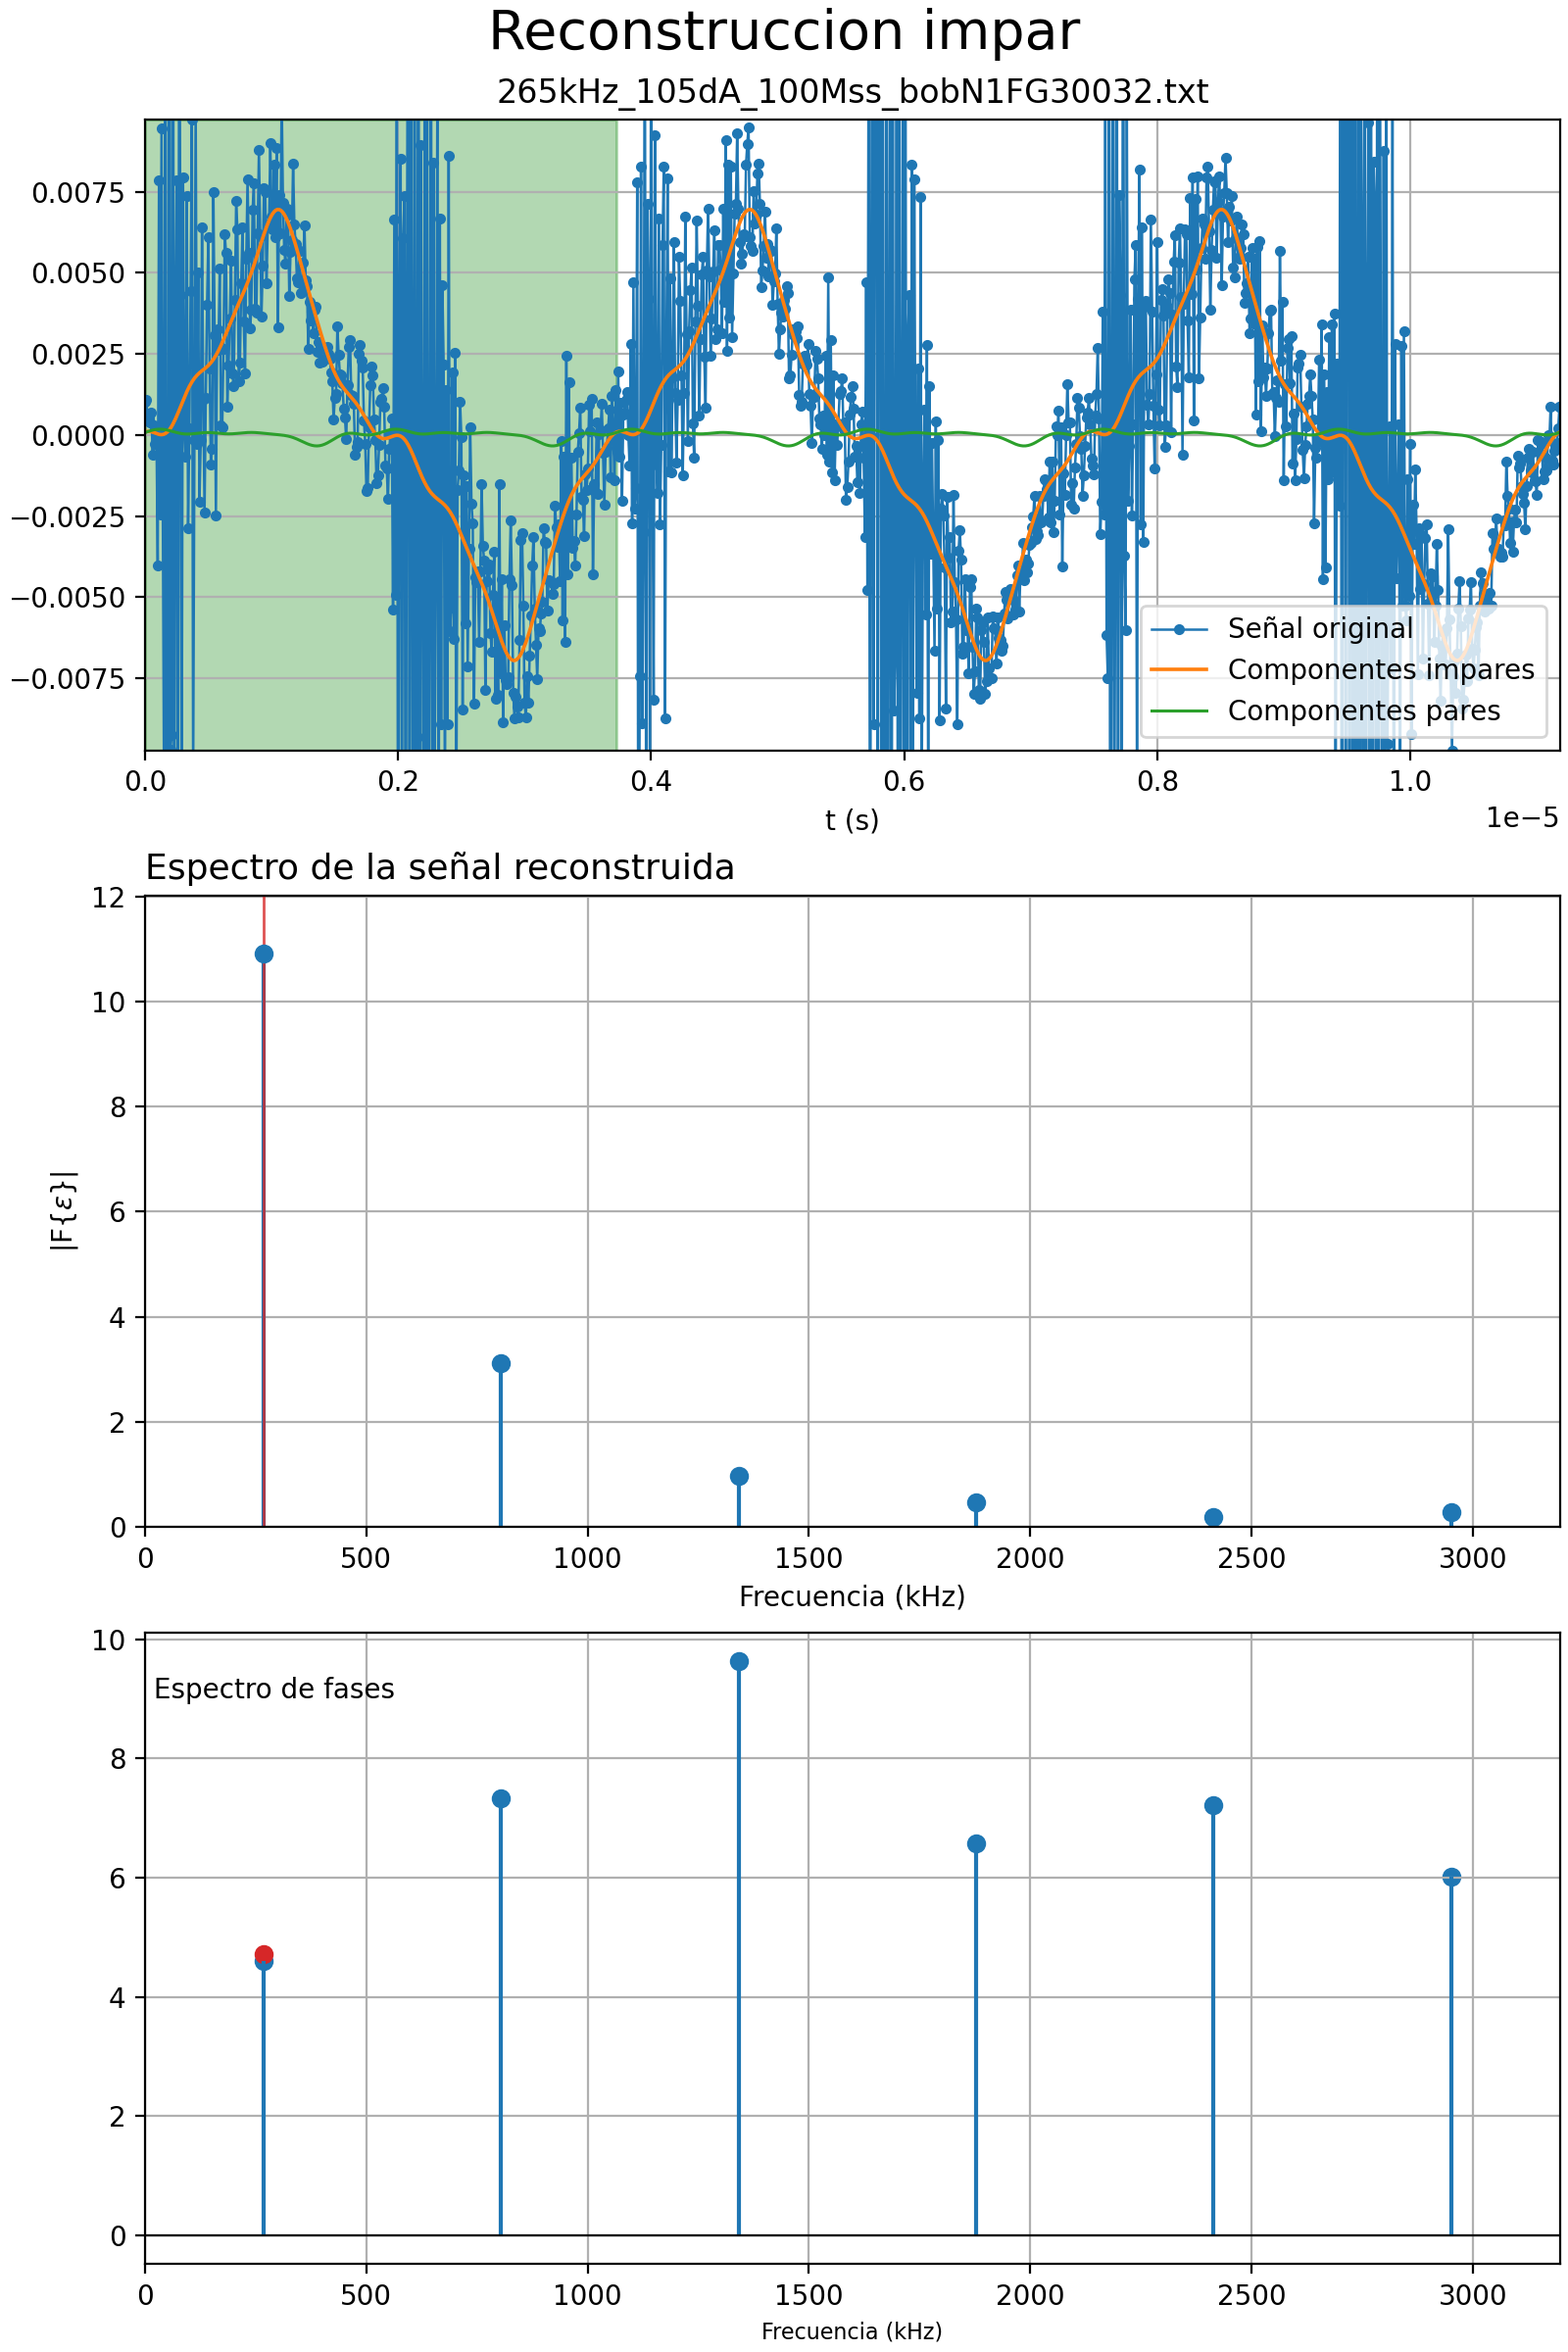 Reconstruccion impar
265kHz_105dA_100Mss_bobN1FG30032.txt
0.0075
0.0050
0.0025
0.0000
−0.0025
−0.0050
−0.0075
Señal original
Componentes impares
Componentes pares
0.0 0.2 0.4 0.6 0.8 1.0
t (s)
1e−5
Espectro de la señal reconstruida
12
10
8
6
4
2
0
|F{ε}|
0 500 1000 1500 2000 2500 3000
Frecuencia (kHz)
10
Espectro de fases
8
6
4
2
0
0 500 1000 1500 2000 2500 3000
Frecuencia (kHz)